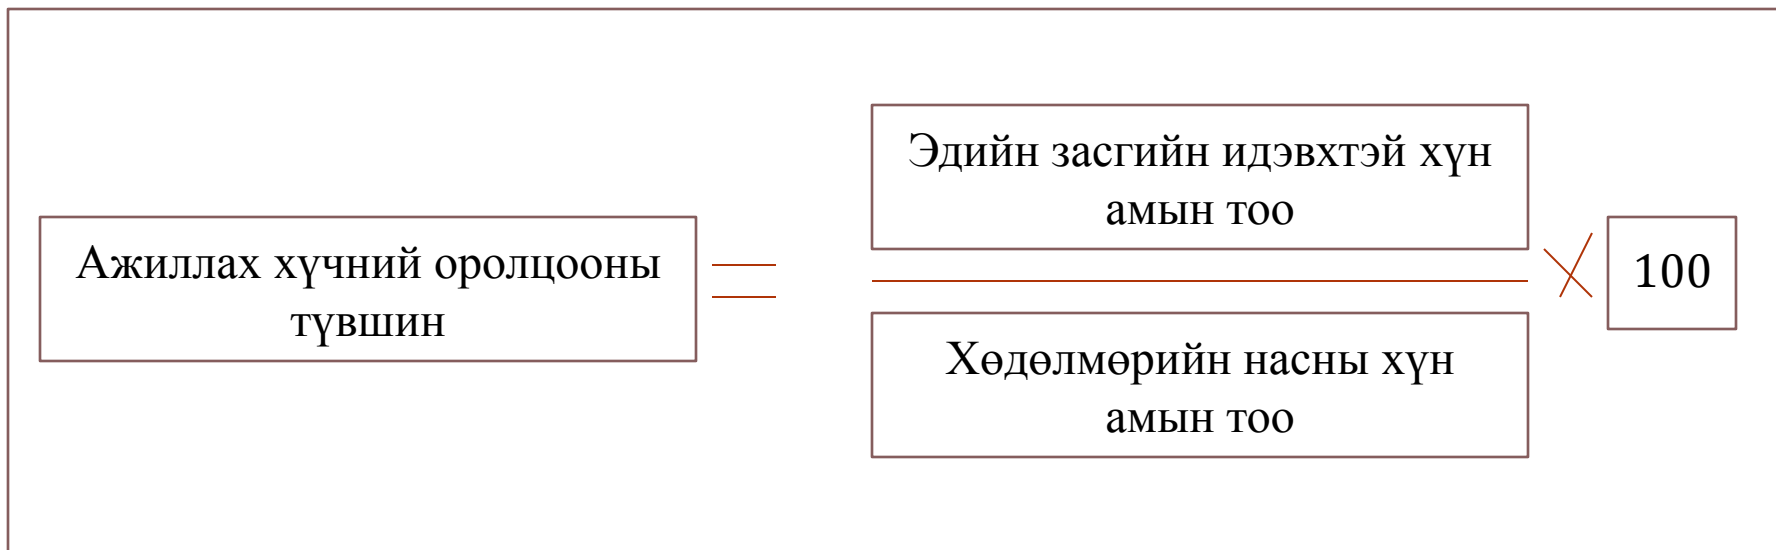 Ажиллах хүчний оролцооны
түвшин
Эдийн засгийн идэвхтэй хүн
амын тоо
Хөдөлмөрийн насны хүн
амын тоо
100